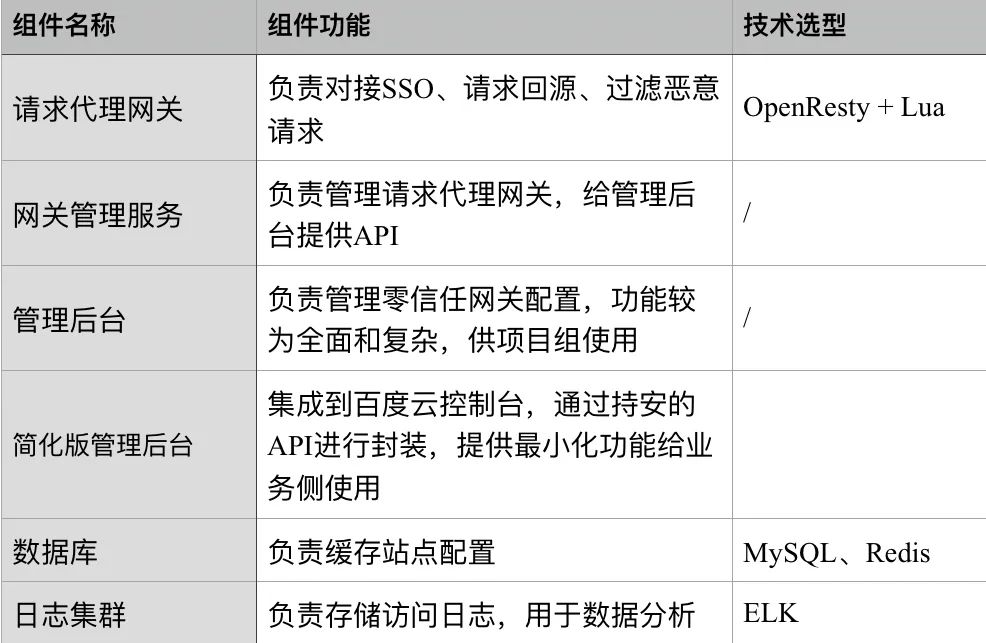 组件名称 组件功能 技术选型
请求代理网关 负责对接SSO、请求回源、过滤恶意
请求 OpenResty + Lua
网关管理服务 负责管理请求代理网关，给管理后
台提供API /
管理后台 负责管理零信任网关配置，功能较
为全面和复杂，供项目组使用 /
简化版管理后台 集成到百度云控制台，通过持安的
API进行封装，提供最小化功能给业
务侧使用
数据库 负责缓存站点配置 MySQL、Redis
日志集群 负责存储访问日志，用于数据分析 ELK